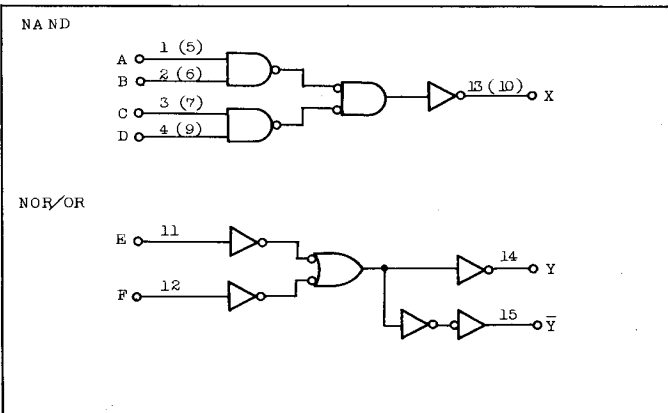 NAND
A 1 (5)
B 2 (6)
13(10) X
C 3 (7)
D 4 (9)
NOR/OR
E 11
14 Y
F 12
15 Y̅